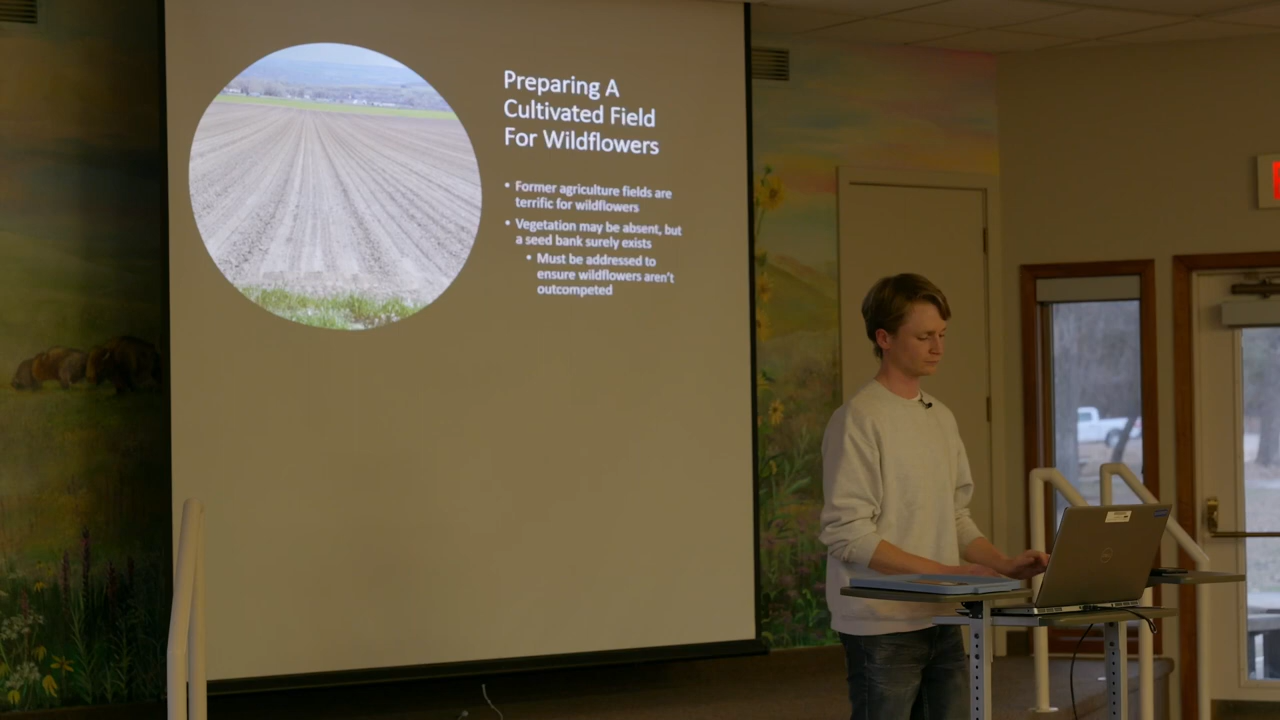 Preparing A
Cultivated Field
For Wildflowers
• Former agriculture fields are
terrific for wildflowers
• Vegetation may be absent, but
a seed bank surely exists
• Must be addressed to
ensure wildflowers aren't
outcompeted